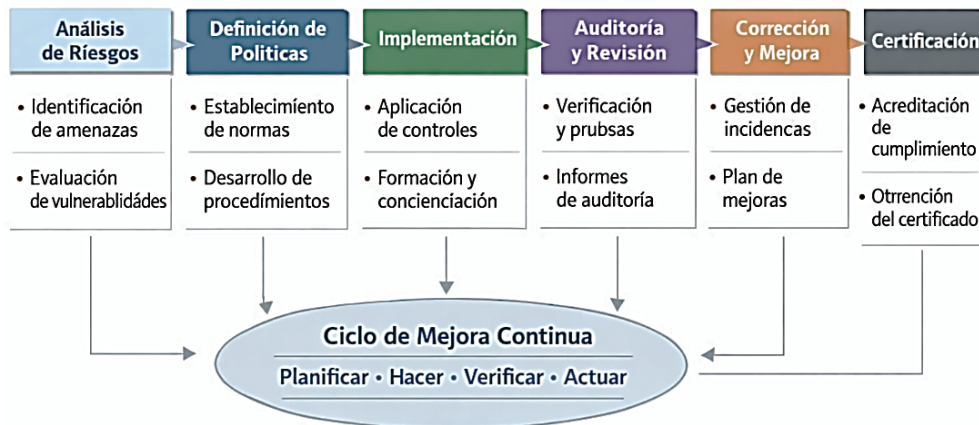 Análisis
de Ríesgos
Definición de
Politicas
Implementación
Auditoría
y Revisión
Corrección
y Mejora
Certificación
• Identificación
de amenazas
• Evaluación
de vulnerablidádes
• Establecimiento
de normas
• Desarrollo de
procedímientos
• Aplicación
de controles
• Formación y
concienciación
• Verificación
y prubsas
• Informes
de auditoría
• Gestión de
incidencas
• Plan de
mejoras
• Acreditación
de
cumplimiento
• Otrrención
del certificado
Ciclo de Mejora Continua
Planificar • Hacer • Verificar • Actuar